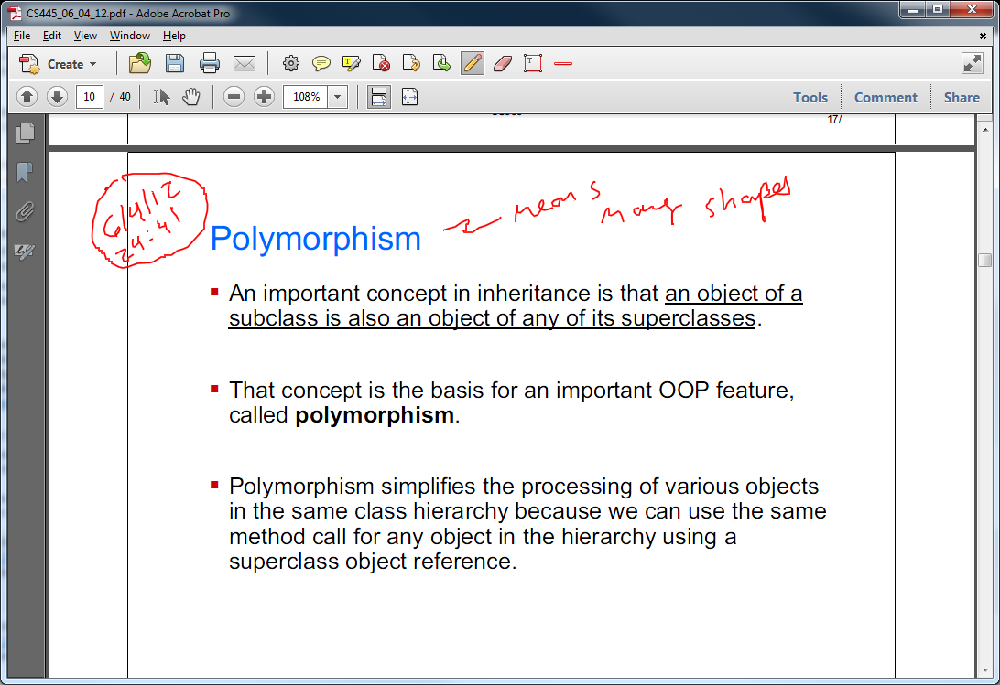 CS445_06_04_12.pdf - Adobe Acrobat Pro
File Edit View Window Help
Create
10 / 40 108% Tools Comment Share
17/
6/4/12
24:41
Polymorphism
means many shapes
An important concept in inheritance is that an object of a
subclass is also an object of any of its superclasses.
That concept is the basis for an important OOP feature,
called polymorphism.
Polymorphism simplifies the processing of various objects
in the same class hierarchy because we can use the same
method call for any object in the hierarchy using a
superclass object reference.